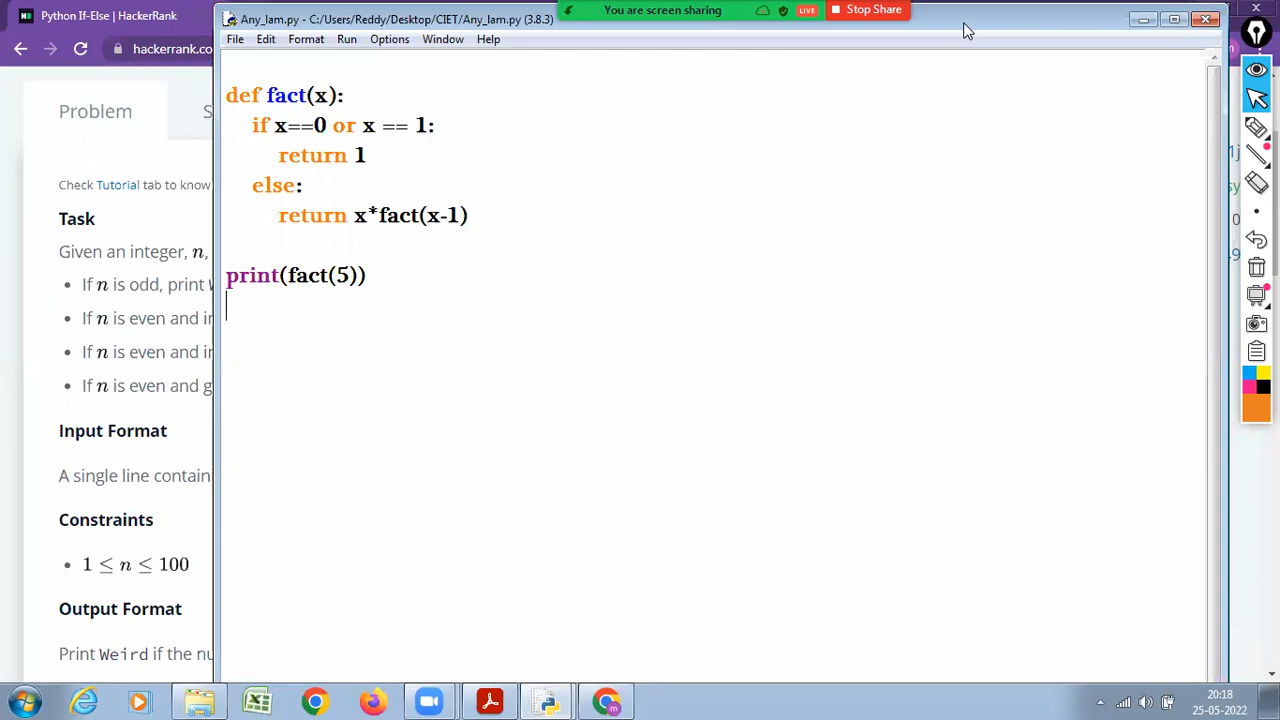 Python If-Else | HackerRank
Any_lam.py - C:/Users/Reddy/Desktop/CIET/Any_lam.py (3.8.3)
You are screen sharing
LIVE
Stop Share
hackerrank.co
File Edit Format Run Options Window Help
Problem
S
def fact(x):
if x==0 or x == 1:
return 1
else:
return x*fact(x-1)
print(fact(5))
Check Tutorial tab to know
Task
Given an integer, n,
If n is odd, print W
If n is even and in
If n is even and in
If n is even and g
Input Format
A single line containi
Constraints
1 ≤ n ≤ 100
Output Format
Print Weird if the nu
20:18
25-05-2022